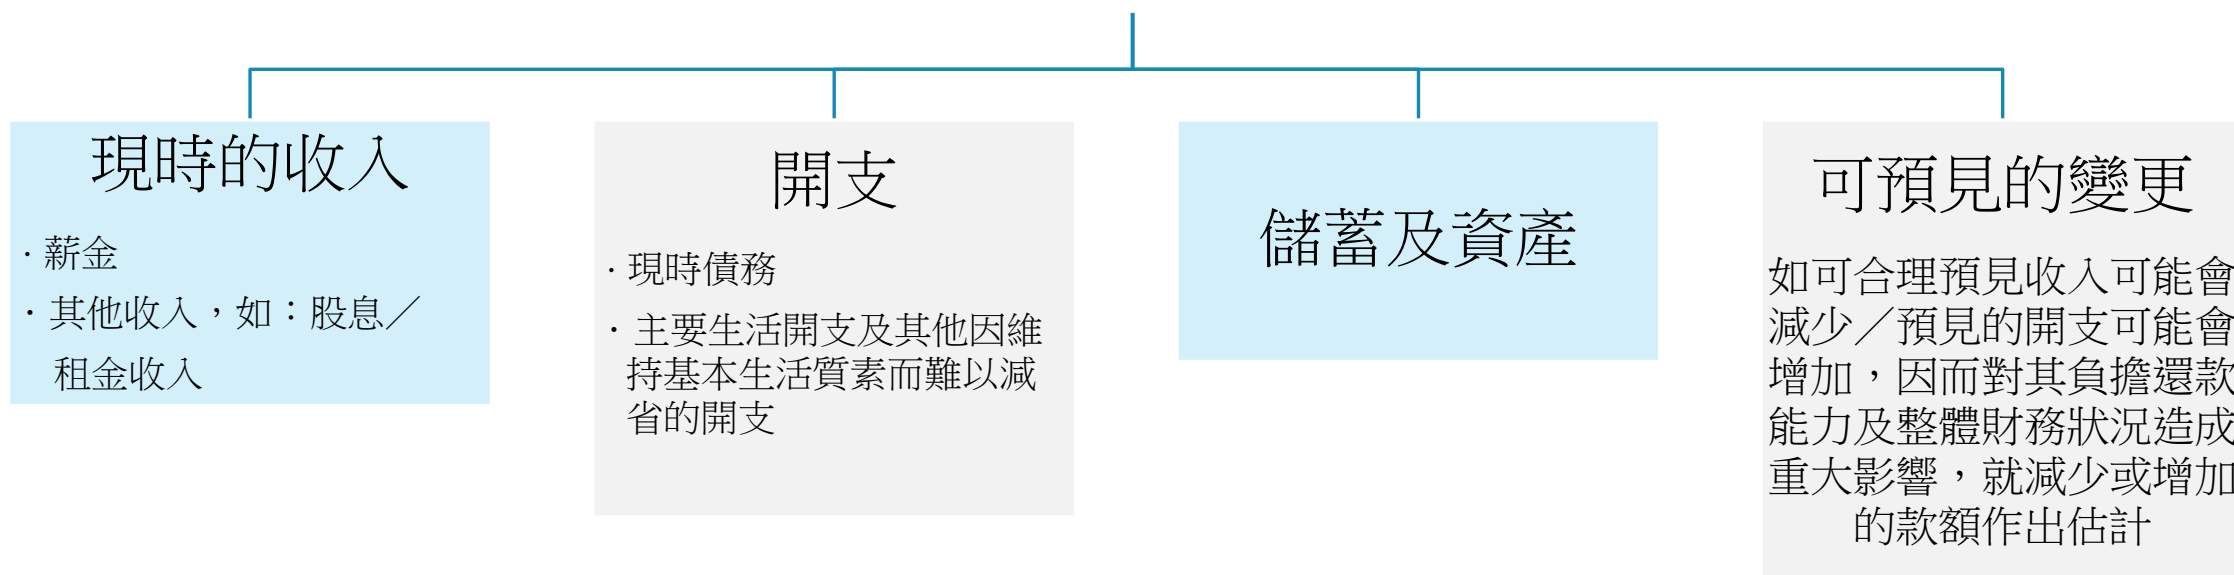 現時的收入
· 薪金
· 其他收入，如：股息／
租金收入
開支
· 現時債務
· 主要生活開支及其他因維
持基本生活質素而難以減
省的開支
儲蓄及資產
可預見的變更
如可合理預見收入可能會
減少／預見的開支可能會
增加，因而對其負擔還款
能力及整體財務狀況造成
重大影響，就減少或增加
的款額作出估計